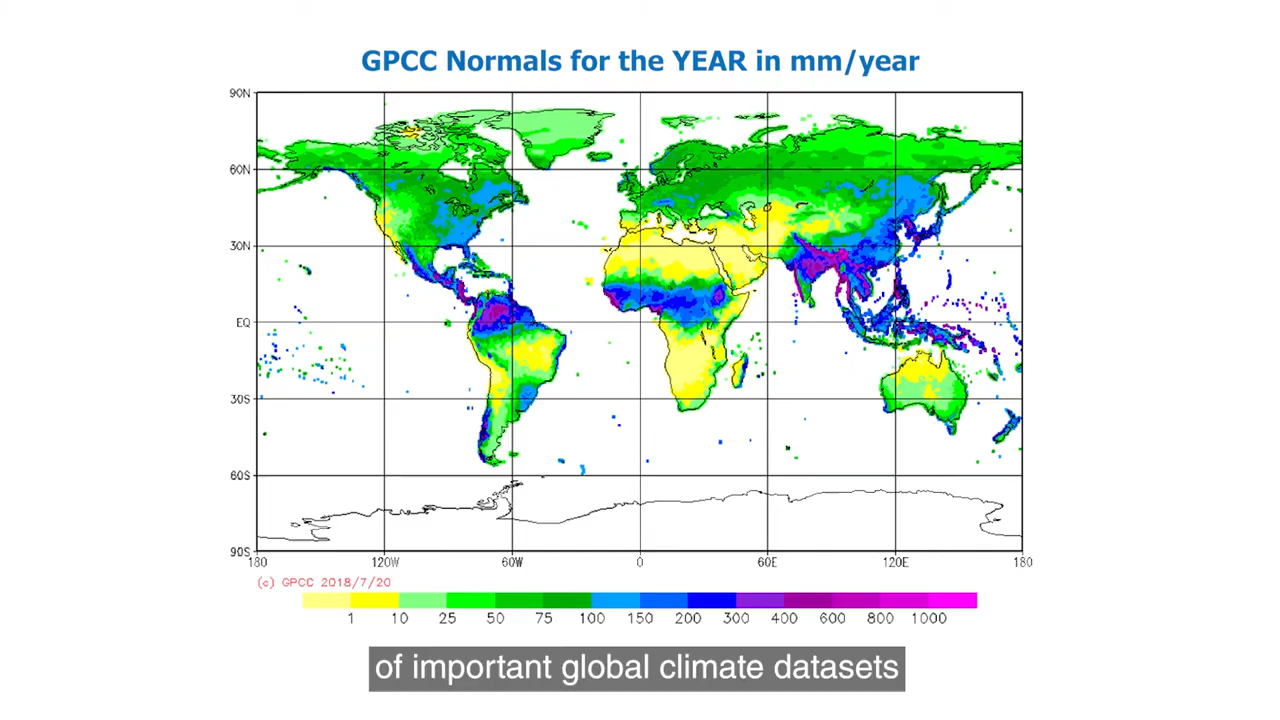 GPCC Normals for the YEAR in mm/year
90N
60N
30N
EQ
30S
60S
90S
180 120W 60W 0 60E 120E 180
(c) GPCC 2018/7/20
1 10 25 50 75 100 150 200 300 400 600 800 1000
of important global climate datasets